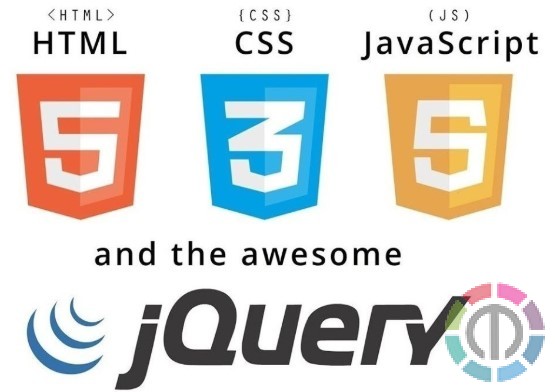 <HTML> {CSS} (JS)
HTML CSS JavaScript
5 3 5
and the awesome
jQuery